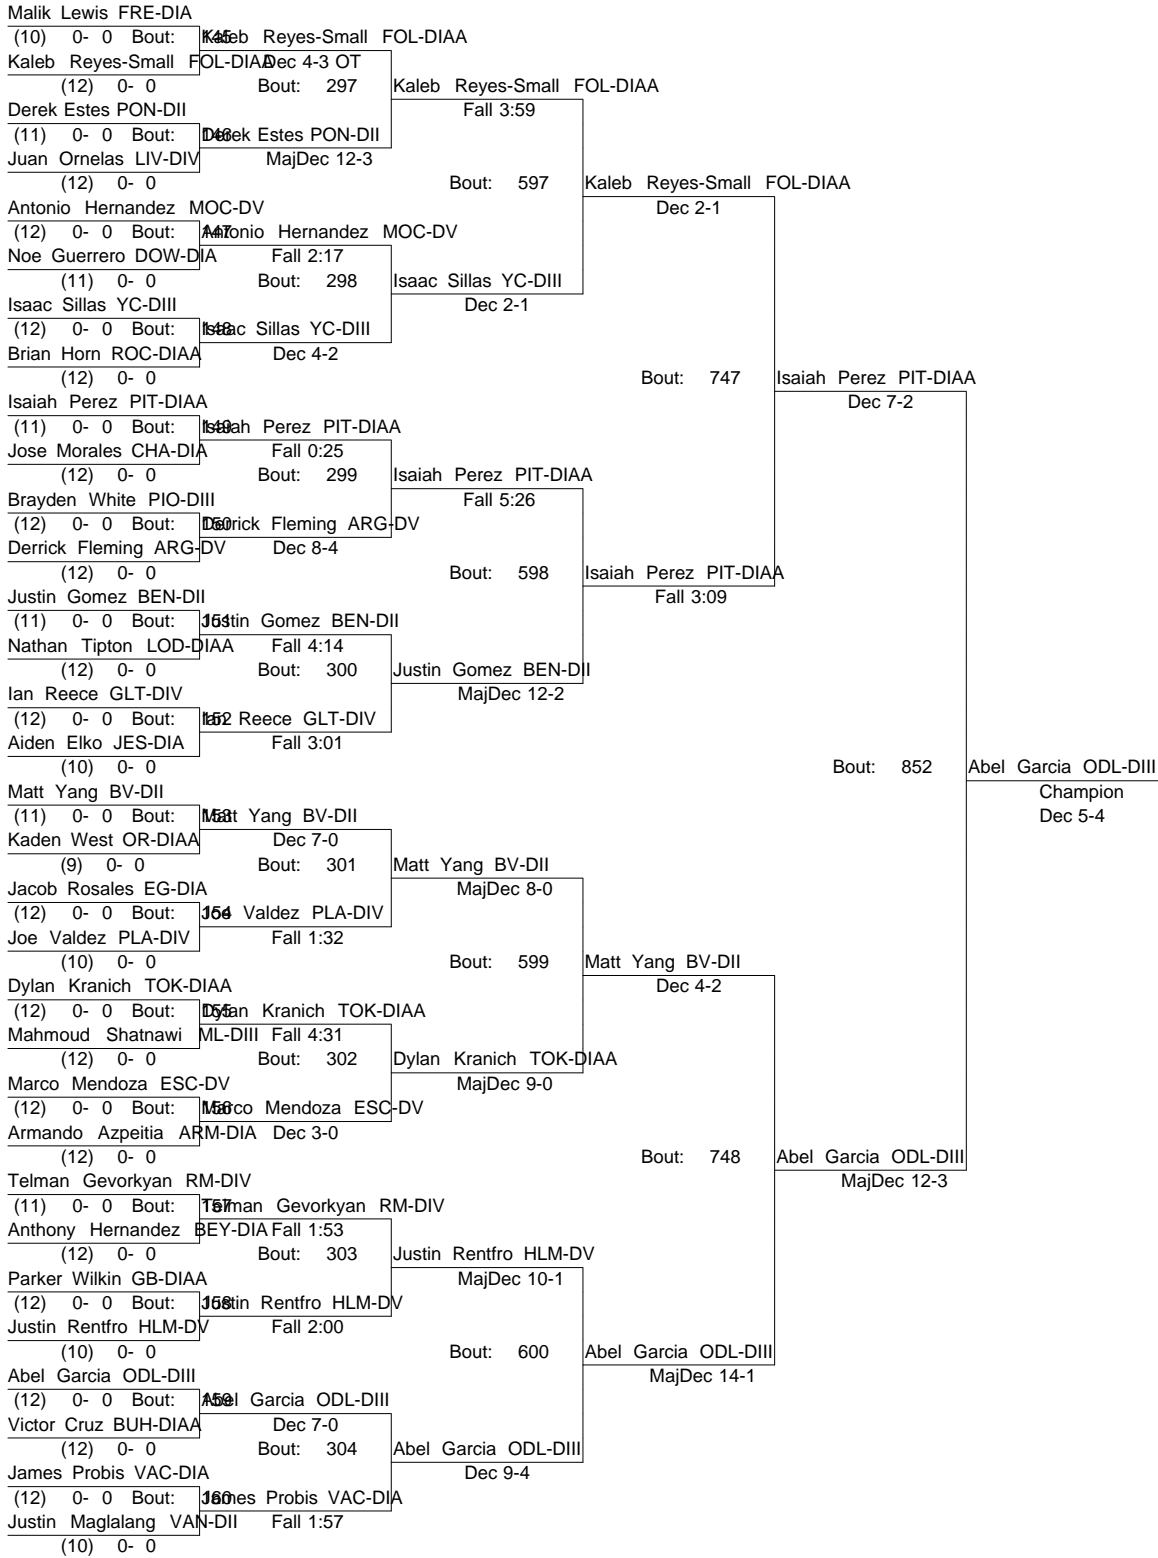 Malik Lewis FRE-DIA
(10) 0- 0 Bout: 145 Kaleb Reyes-Small FOL-DIAA
Kaleb Reyes-Small FOL-DIAA Dec 4-3 OT
(12) 0- 0 Bout: 297 Kaleb Reyes-Small FOL-DIAA
Derek Estes PON-DII Fall 3:59
(11) 0- 0 Bout: 146 Derek Estes PON-DII
Juan Ornelas LIV-DIV MajDec 12-3
(12) 0- 0 Bout: 597 Kaleb Reyes-Small FOL-DIAA
Antonio Hernandez MOC-DV Dec 2-1
(12) 0- 0 Bout: 147 Antonio Hernandez MOC-DV
Noe Guerrero DOW-DIA Fall 2:17
(11) 0- 0 Bout: 298 Isaac Sillas YC-DIII
Isaac Sillas YC-DIII Dec 2-1
(12) 0- 0 Bout: 148 Isaac Sillas YC-DIII
Brian Horn ROC-DIAA Dec 4-2
(12) 0- 0 Bout: 747 Isaiah Perez PIT-DIAA
Isaiah Perez PIT-DIAA Dec 7-2
(11) 0- 0 Bout: 149 Isaiah Perez PIT-DIAA
Jose Morales CHA-DIA Fall 0:25
(12) 0- 0 Bout: 299 Isaiah Perez PIT-DIAA
Brayden White PIO-DIII Fall 5:26
(12) 0- 0 Bout: 150 Derrick Fleming ARG-DV
Derrick Fleming ARG-DV Dec 8-4
(12) 0- 0 Bout: 598 Isaiah Perez PIT-DIAA
Justin Gomez BEN-DII Fall 3:09
(11) 0- 0 Bout: 151 Justin Gomez BEN-DII
Nathan Tipton LOD-DIAA Fall 4:14
(12) 0- 0 Bout: 300 Justin Gomez BEN-DII
Ian Reece GLT-DIV MajDec 12-2
(12) 0- 0 Bout: 152 Ian Reece GLT-DIV
Aiden Elko JES-DIA Fall 3:01
(10) 0- 0 Bout: 852 Abel Garcia ODL-DIII
Matt Yang BV-DII Champion
(11) 0- 0 Bout: 153 Matt Yang BV-DII Dec 5-4
Kaden West OR-DIAA Dec 7-0
(9) 0- 0 Bout: 301 Matt Yang BV-DII
Jacob Rosales EG-DIA MajDec 8-0
(12) 0- 0 Bout: 154 Joe Valdez PLA-DIV
Joe Valdez PLA-DIV Fall 1:32
(10) 0- 0 Bout: 599 Matt Yang BV-DII
Dylan Kranich TOK-DIAA Dec 4-2
(12) 0- 0 Bout: 155 Dylan Kranich TOK-DIAA
Mahmoud Shatnawi ML-DIII Fall 4:31
(12) 0- 0 Bout: 302 Dylan Kranich TOK-DIAA
Marco Mendoza ESC-DV MajDec 9-0
(12) 0- 0 Bout: 156 Marco Mendoza ESC-DV
Armando Azpeitia ARM-DIA Dec 3-0
(12) 0- 0 Bout: 748 Abel Garcia ODL-DIII
Telman Gevorkyan RM-DIV MajDec 12-3
(11) 0- 0 Bout: 157 Telman Gevorkyan RM-DIV
Anthony Hernandez BEY-DIA Fall 1:53
(12) 0- 0 Bout: 303 Justin Rentfro HLM-DV
Parker Wilkin GB-DIAA MajDec 10-1
(12) 0- 0 Bout: 158 Justin Rentfro HLM-DV
Justin Rentfro HLM-DV Fall 2:00
(10) 0- 0 Bout: 600 Abel Garcia ODL-DIII
Abel Garcia ODL-DIII MajDec 14-1
(12) 0- 0 Bout: 159 Abel Garcia ODL-DIII
Victor Cruz BUH-DIAA Dec 7-0
(12) 0- 0 Bout: 304 Abel Garcia ODL-DIII
James Probis VAC-DIA Dec 9-4
(12) 0- 0 Bout: 160 James Probis VAC-DIA
Justin Maglalang VAN-DII Fall 1:57
(10) 0- 0